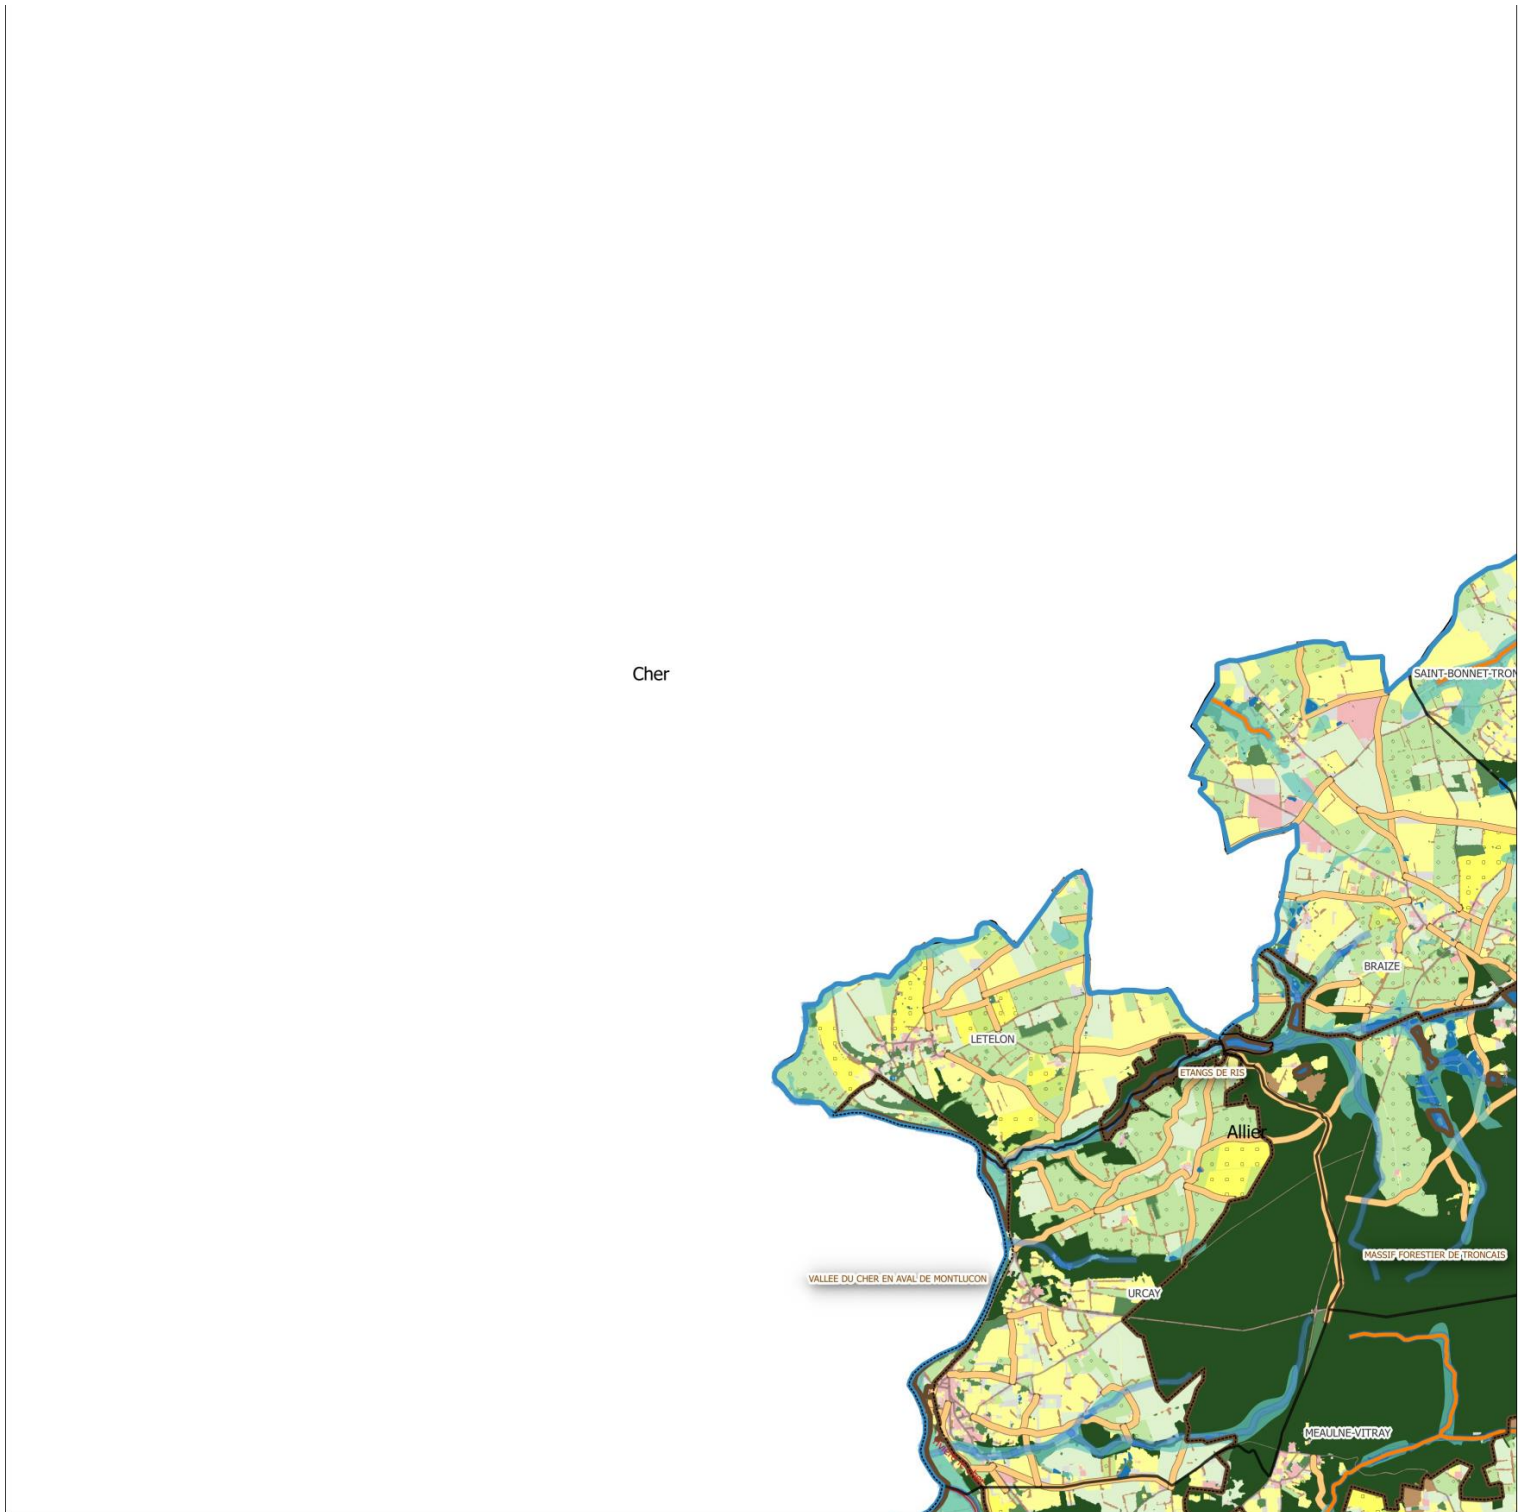 Cher
SAINT-BONNET-TRON
BRAIZE
LETELON
ETANGS DE RIS
Allier
MASSIF FORESTIER DE TRONCAIS
VALLEE DU CHER EN AVAL DE MONTLUCON
URCAY
MEAULNE-VITRAY